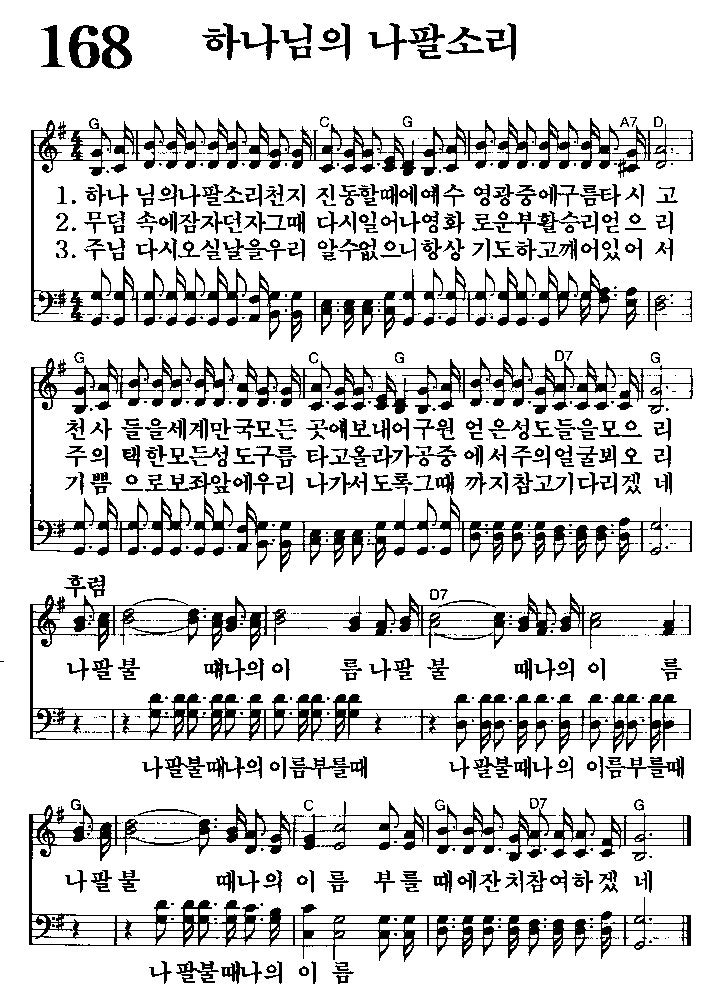 168 하나님의 나팔소리
G C G A7 D
1. 하나 님의나팔소리천지 진동할때에예수 영광중에구름타시 고
2. 무덤 속에잠자던자그때 다시일어나영화 로운부활승리얻으 리
3. 주님 다시오실날을우리 알수없으니항상 기도하고깨어있어 서
G C G D7 G
천사 들을세계만국모든 곳에보내어구원 얻은성도들을모으 리
주의 택한모든성도구름 타고올라가공중 에서주의얼굴뵈오 리
기쁨 으로보좌앞에우리 나가서도록그때 까지참고기다리겠 네
후렴
D7
나팔불 때나의이 름나팔 불 때나의이 름
나팔불때나의 이름부를때 나팔불때나의 이름부를때
G C G D7 G
나팔불 때나의 이름 부를 때에잔치참여하겠 네
나팔불때나의 이 름